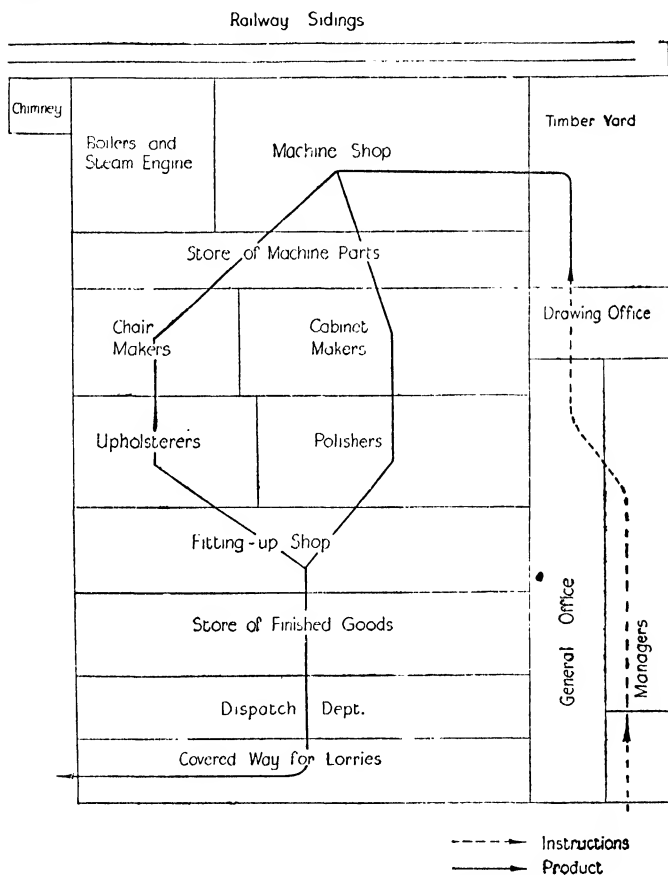 Railway Sidings
Chimney
Boilers and
Steam Engine
Machine Shop
Timber Yard
Store of Machine Parts
Chair
Makers
Cabinet
Makers
Drawing Office
Upholsterers
Polishers
Fitting-up Shop
Store of Finished Goods
General Office
Managers
Dispatch Dept.
Covered Way for Lorries
Instructions
Product